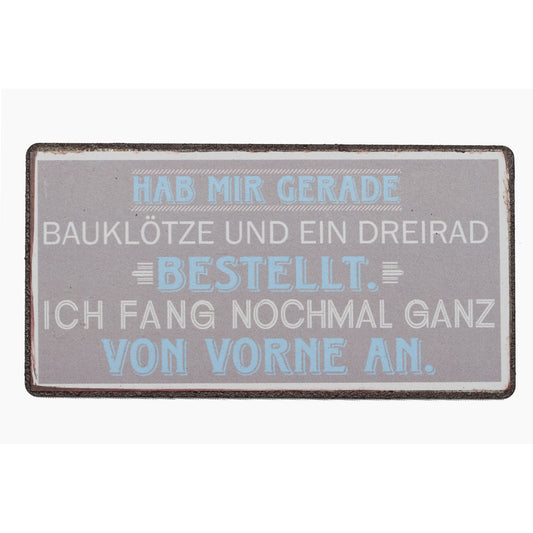 HAB MIR GERADE
BAUKLÖTZE UND EIN DREIRAD
BESTELLT.
ICH FANG NOCHMAL GANZ
VON VORNE AN.